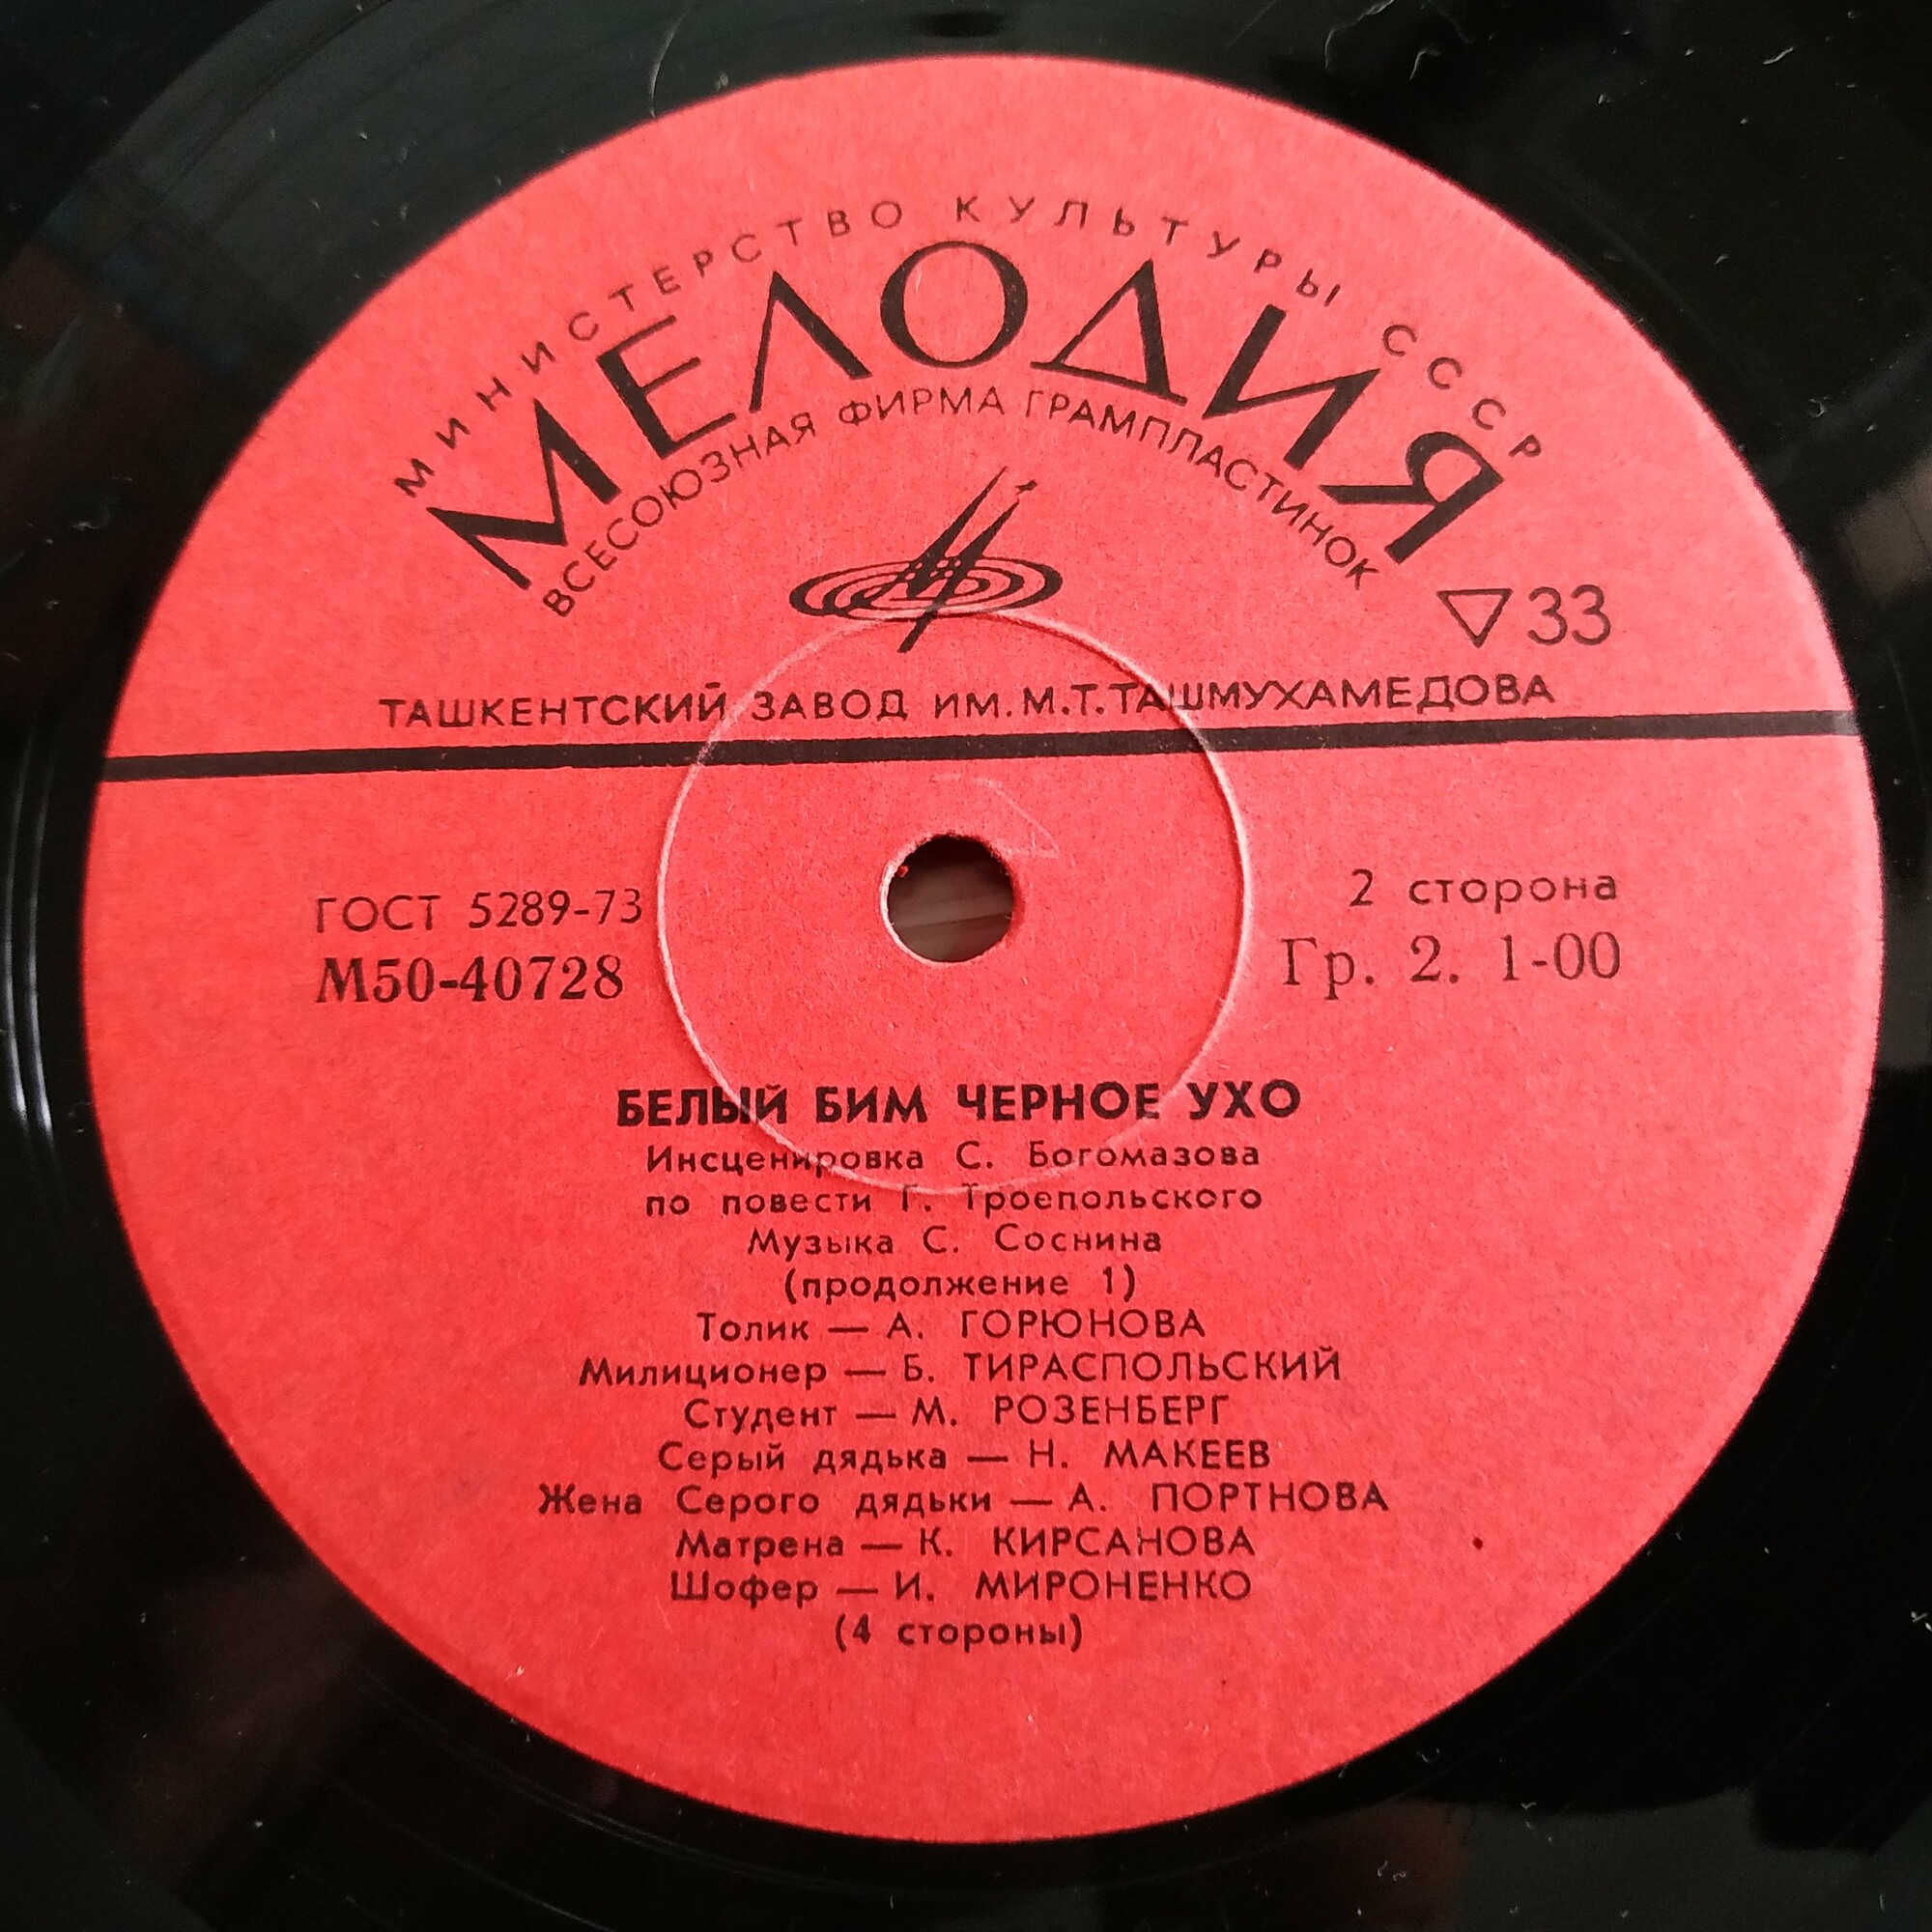 МИНИСТЕРСТВО КУЛЬТУРЫ СССР
МЕЛОДИЯ
ВСЕСОЮЗНАЯ ФИРМА ГРАМПЛАСТИНОК
33
ТАШКЕНТСКИЙ ЗАВОД ИМ. М.Т.ТАШМУХАМЕДОВА
ГОСТ 5289-73
М50-40728
2 сторона
Гр. 2. 1-00
БЕЛЫЙ БИМ ЧЕРНОЕ УХО
Инсценировка С. Богомазова
по повести Г. Троепольского
Музыка С. Соснина
(продолжение 1)
Толик — А. ГОРЮНОВА
Милиционер — Б. ТИРАСПОЛЬСКИЙ
Студент — М. РОЗЕНБЕРГ
Серый дядька — Н. МАКЕЕВ
Жена Серого дядьки — А. ПОРТНОВА
Матрена — К. КИРСАНОВА
Шофер — И. МИРОНЕНКО
(4 стороны)